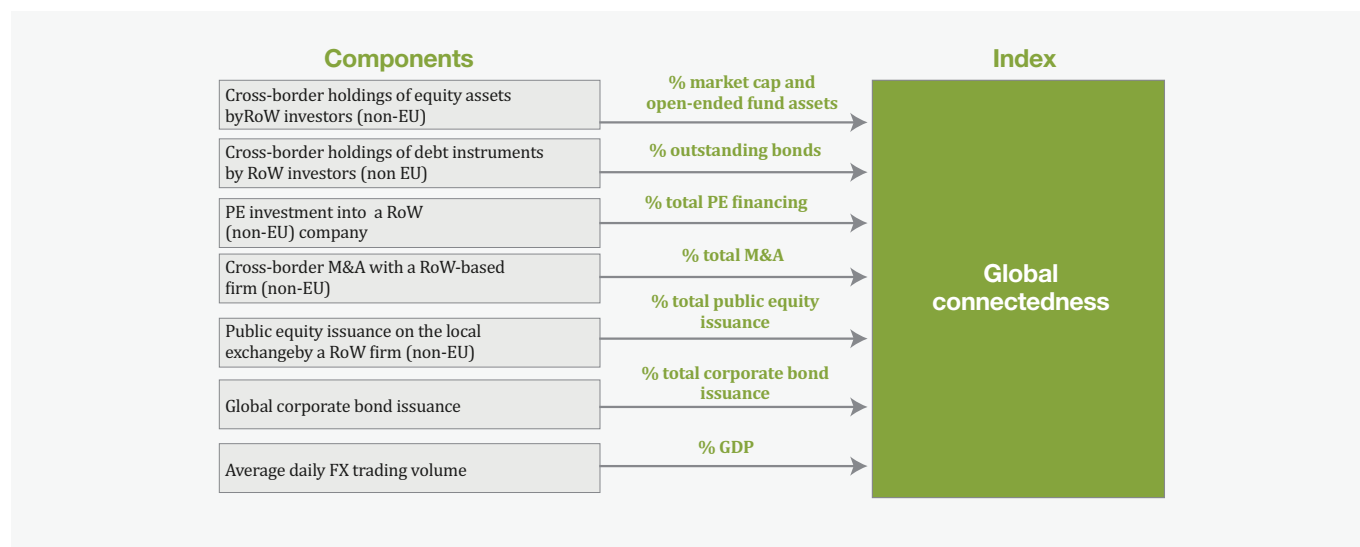 Components
Index
Cross-border holdings of equity assets
byRoW investors (non-EU)
% market cap and
open-ended fund assets
Cross-border holdings of debt instruments
by RoW investors (non EU)
% outstanding bonds
PE investment into  a RoW
(non-EU) company
% total PE financing
Cross-border M&A with a RoW-based
firm (non-EU)
% total M&A
Public equity issuance on the local
exchangeby a RoW firm (non-EU)
% total public equity
issuance
Global corporate bond issuance
% total corporate bond
issuance
Average daily FX trading volume
% GDP
Global
connectedness